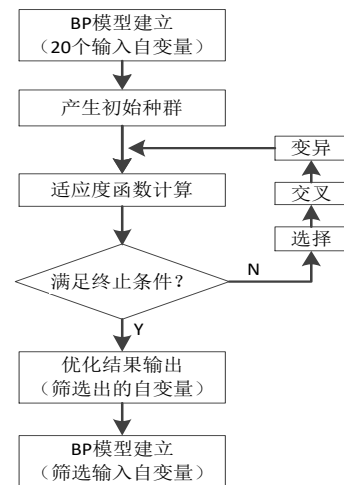 BP模型建立
（20个输入自变量）
产生初始种群
变异
适应度函数计算
交叉
选择
满足终止条件？
N
Y
优化结果输出
（筛选出的自变量）
BP模型建立
（筛选输入自变量）